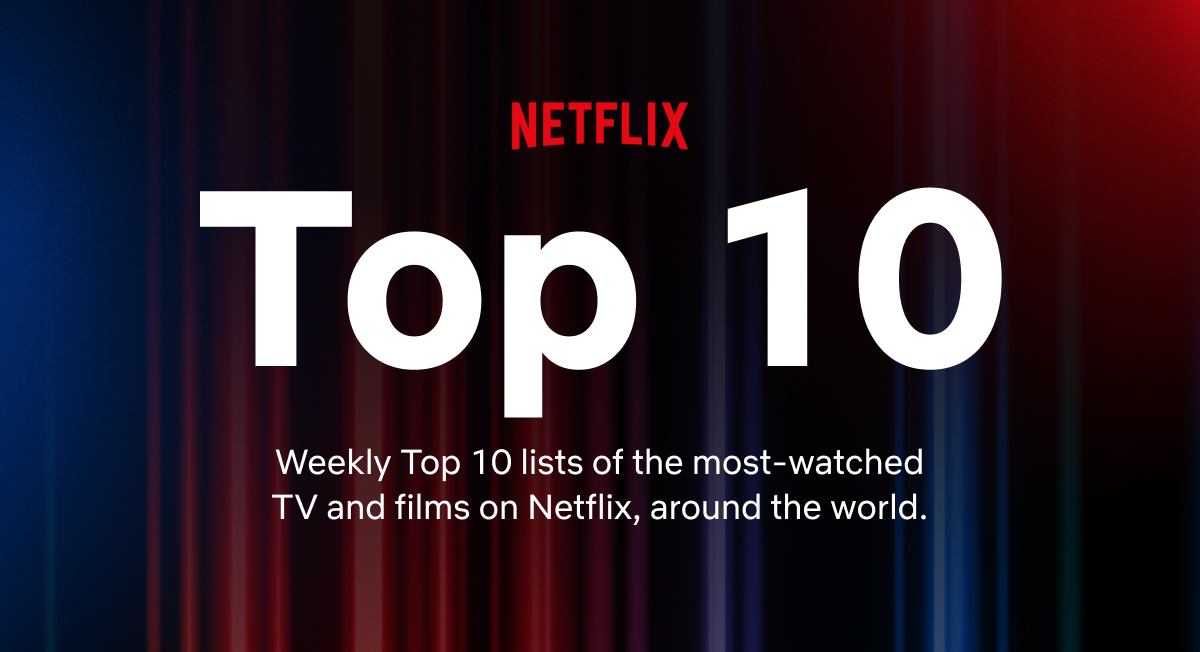 NETFLIX
Top 10
Weekly Top 10 lists of the most-watched
TV and films on Netflix, around the world.